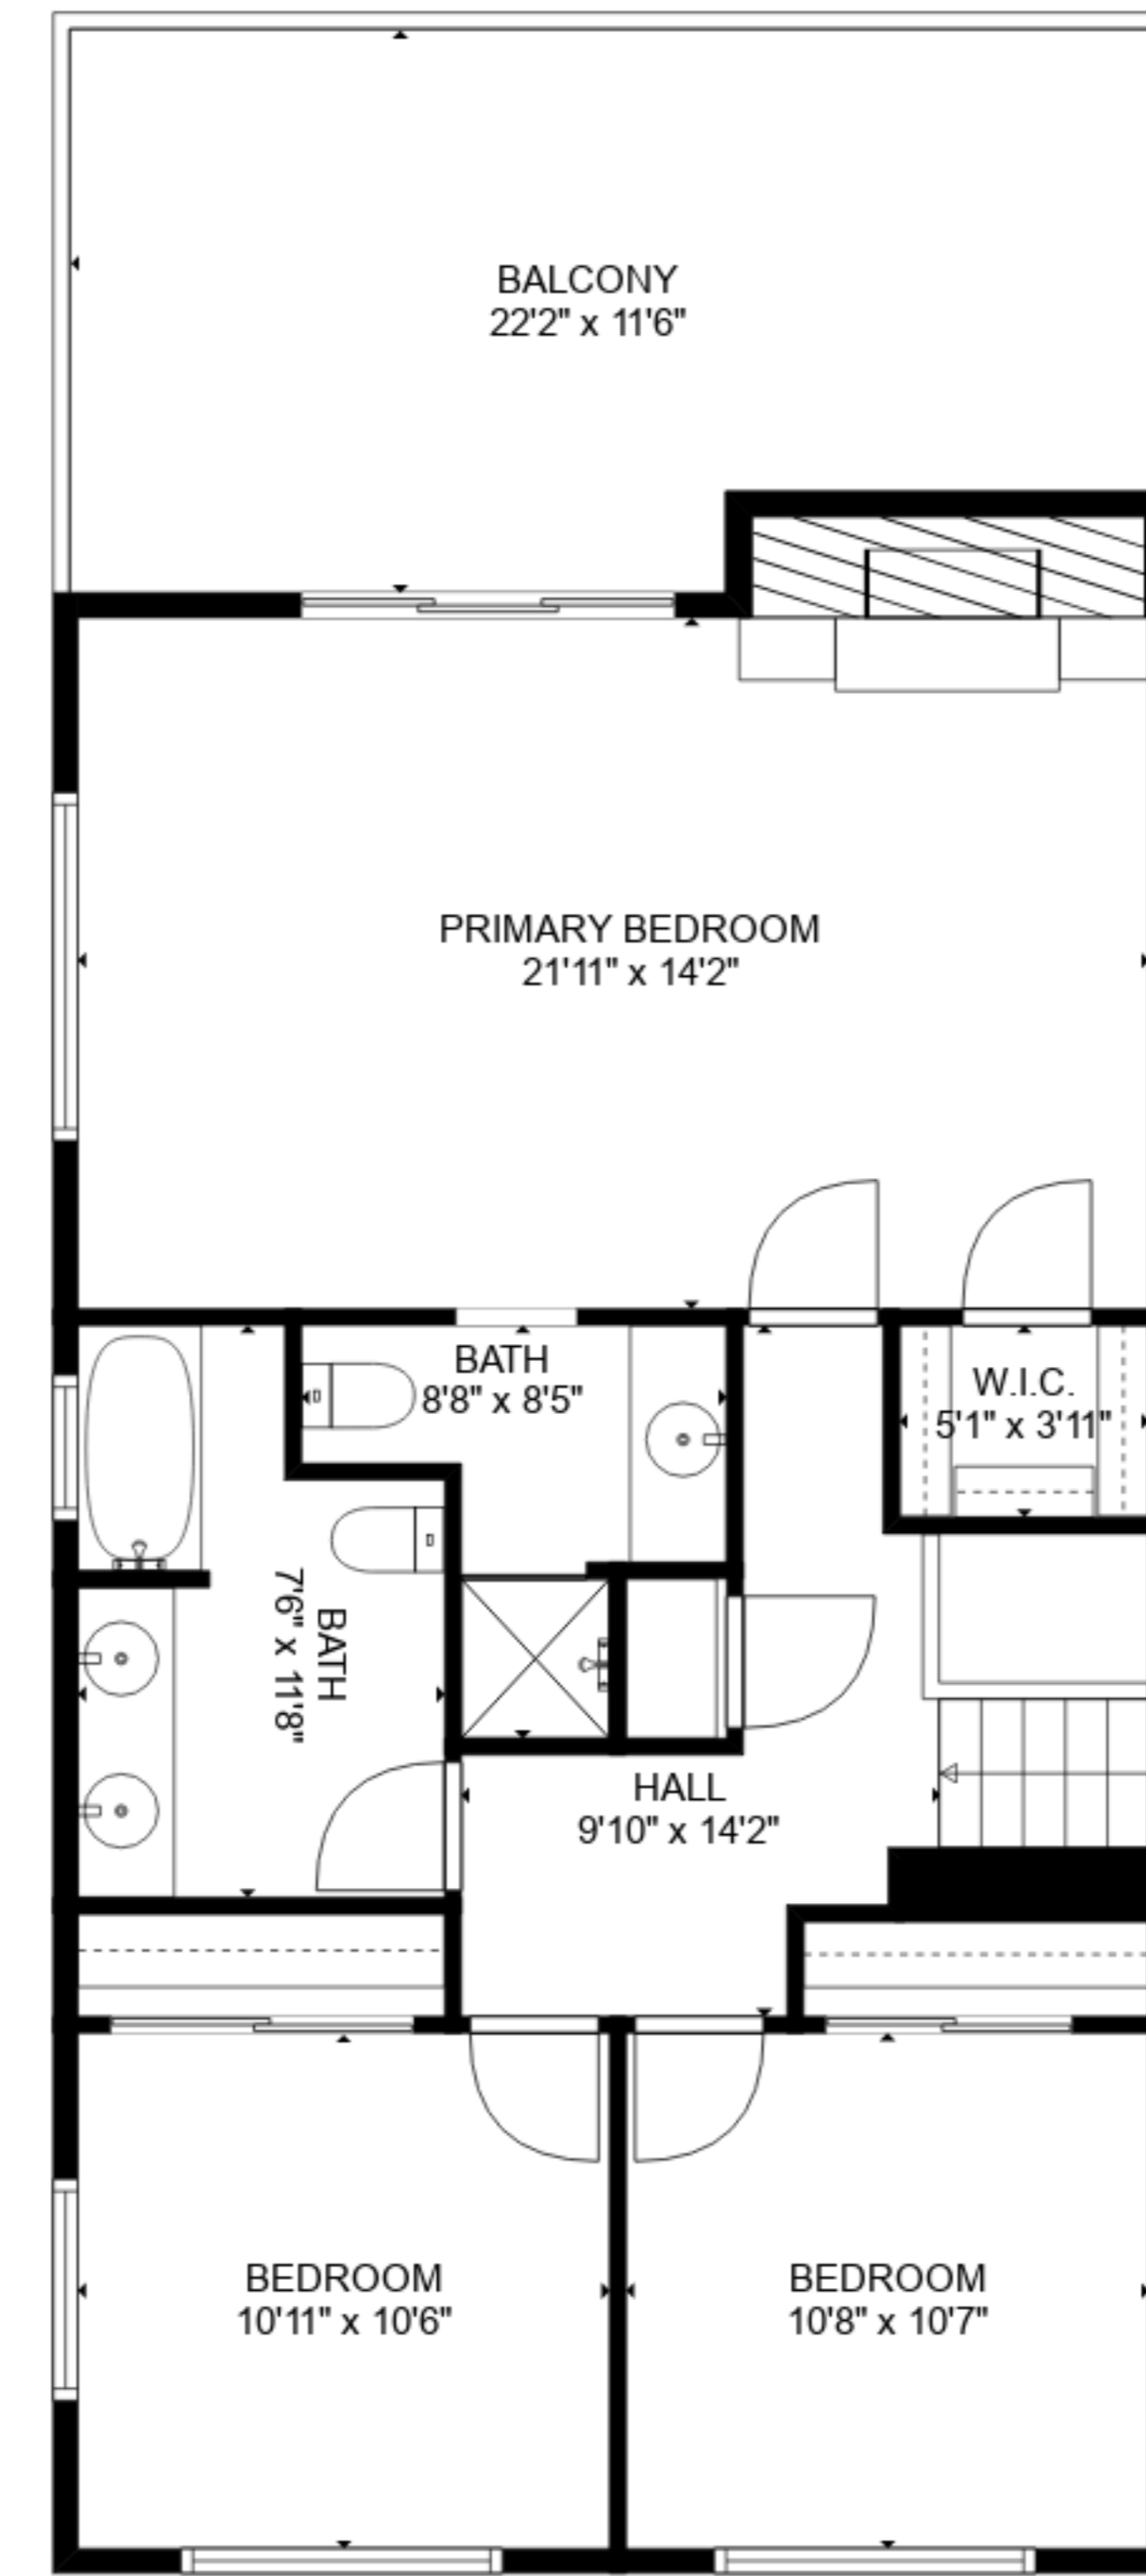 BALCONY
22'2" x 11'6"
PRIMARY BEDROOM
21'11" x 14'2"
BATH
8'8" x 8'5"
W.I.C.
5'1" x 3'11"
BATH
7'6" x 11'8"
HALL
9'10" x 14'2"
BEDROOM
10'11" x 10'6"
BEDROOM
10'8" x 10'7"